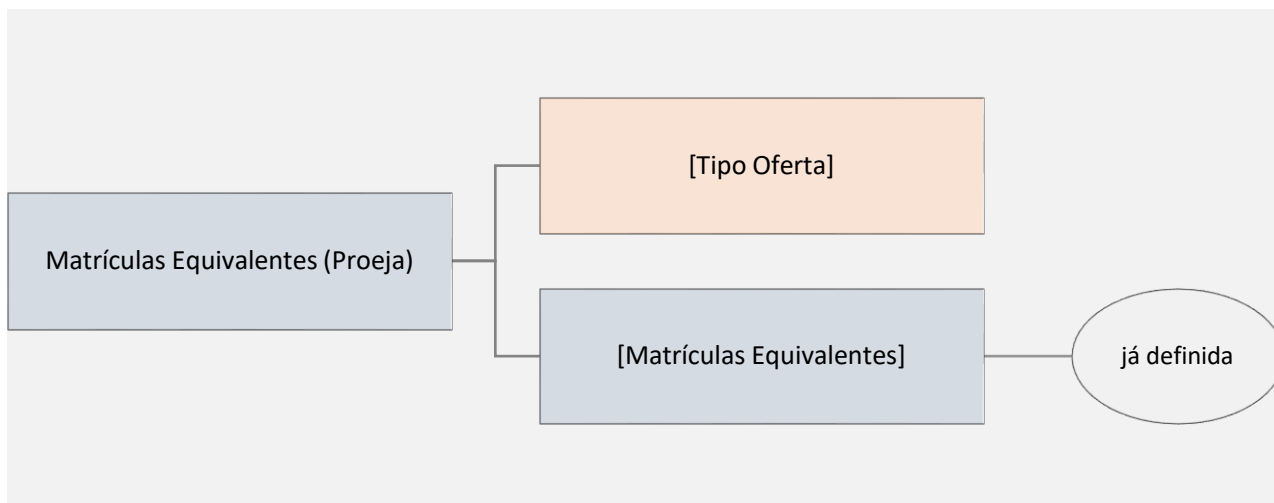 [Tipo Oferta]
Matrículas Equivalentes (Proeja)
[Matrículas Equivalentes]
já definida